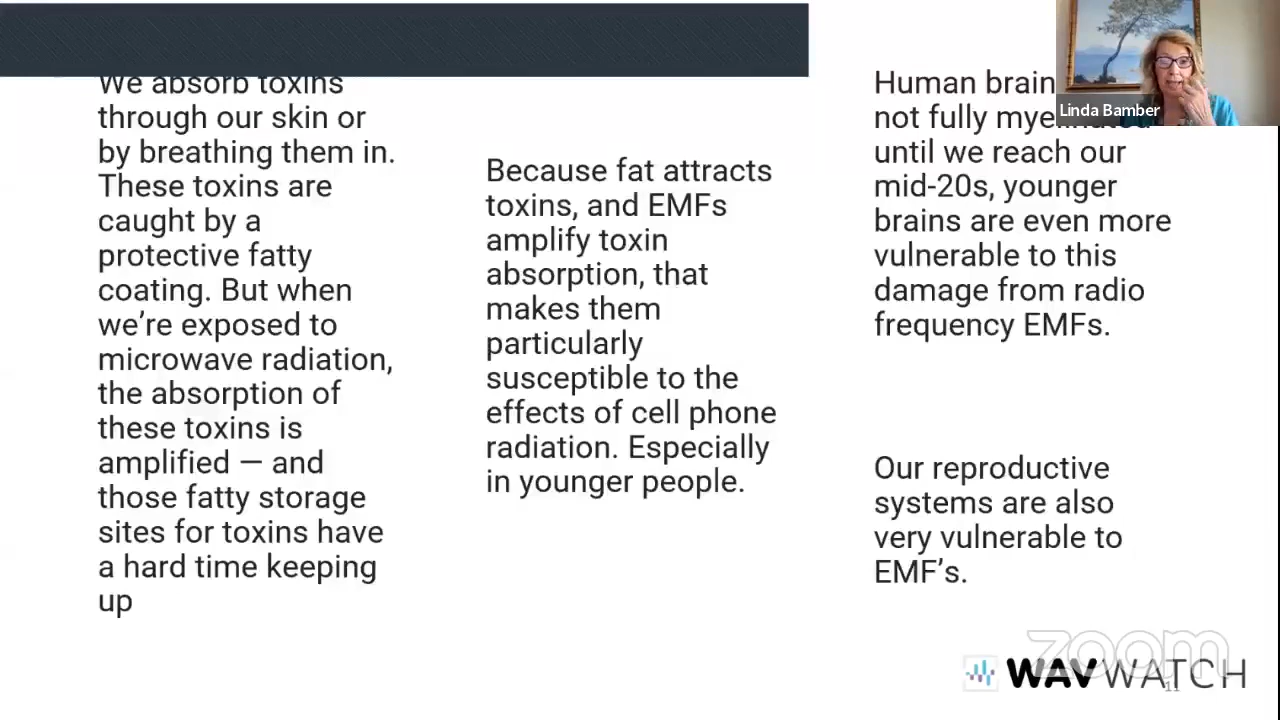 We absorb toxins
through our skin or
by breathing them in.
These toxins are
caught by a
protective fatty
coating. But when
we’re exposed to
microwave radiation,
the absorption of
these toxins is
amplified — and
those fatty storage
sites for toxins have
a hard time keeping
up
Because fat attracts
toxins, and EMFs
amplify toxin
absorption, that
makes them
particularly
susceptible to the
effects of cell phone
radiation. Especially
in younger people.
Human brain
not fully myelinated
until we reach our
mid-20s, younger
brains are even more
vulnerable to this
damage from radio
frequency EMFs.
Our reproductive
systems are also
very vulnerable to
EMF’s.
Linda Bamber
zoom
WAVWATCH
11